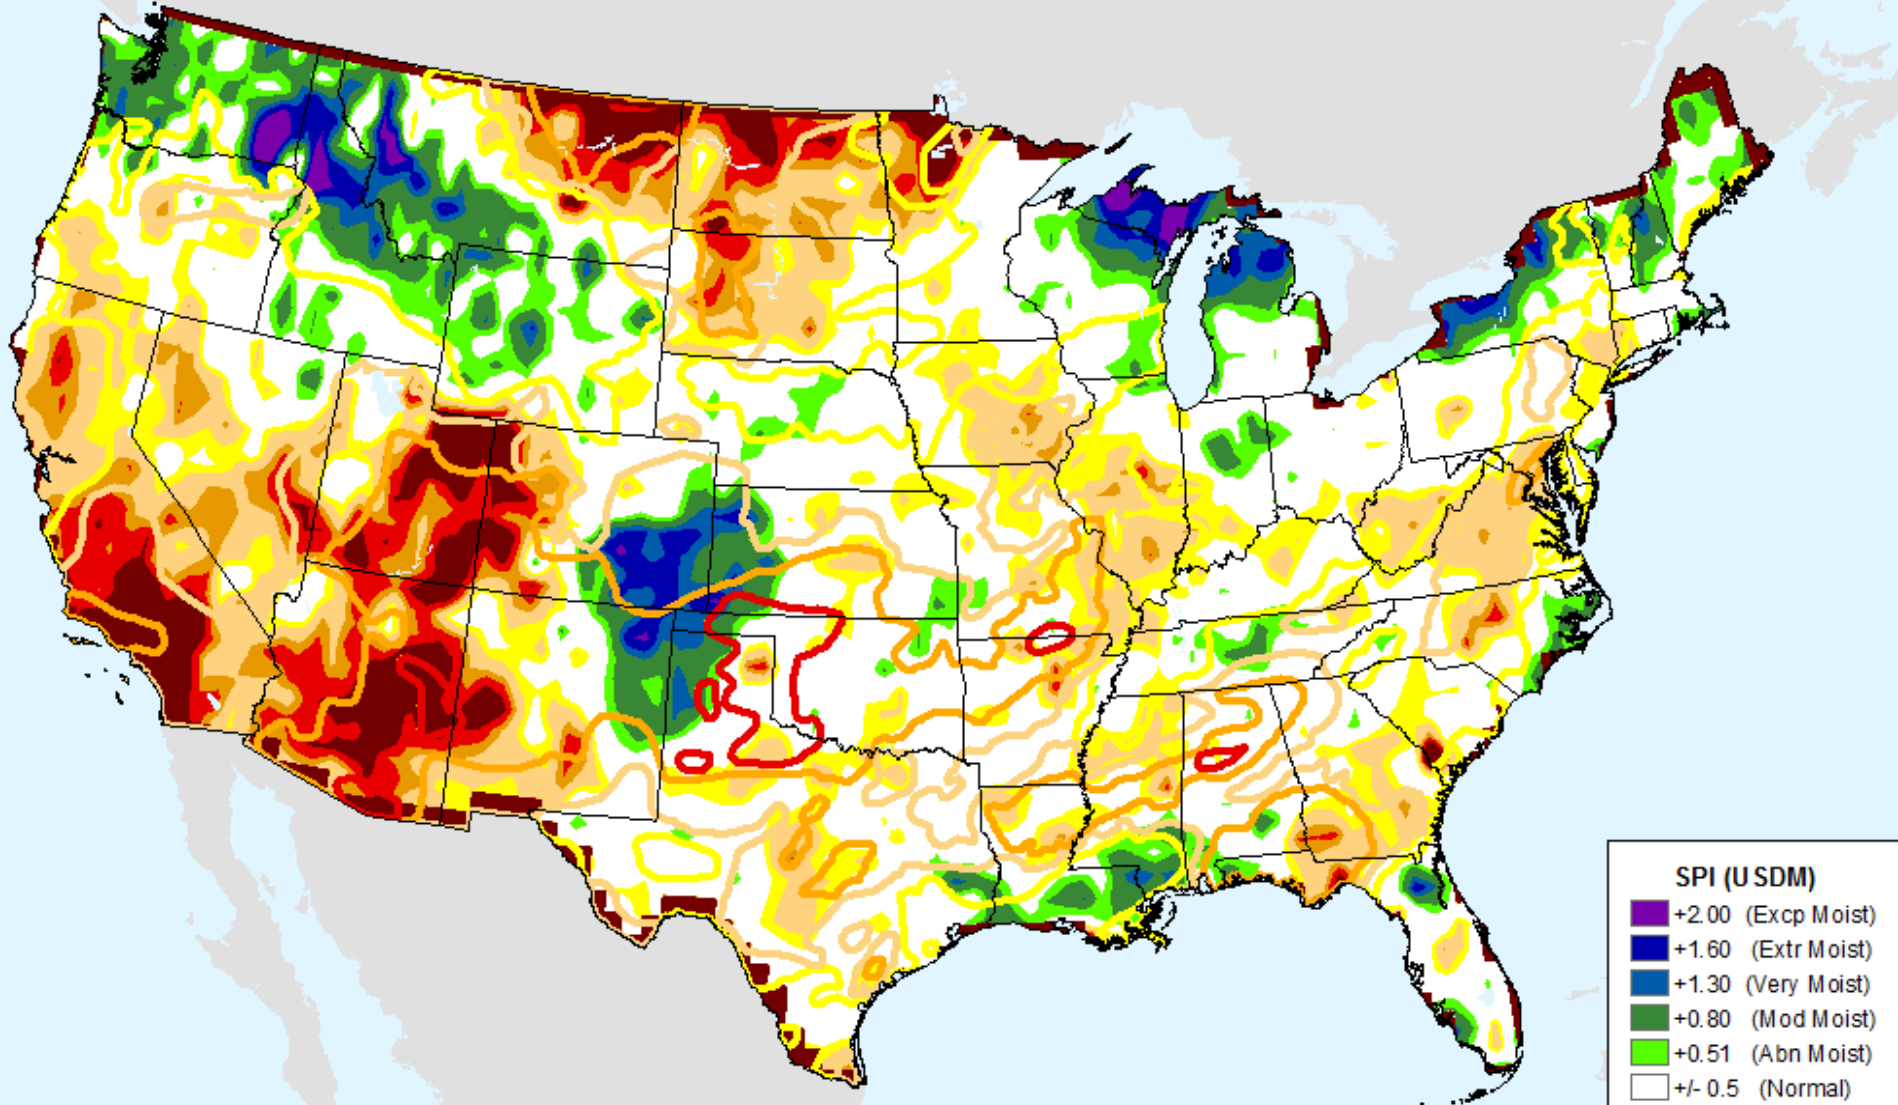 SPI (USDM)
+2.00 (Excp Moist)
+1.60 (Extr Moist)
+1.30 (Very Moist)
+0.80 (Mod Moist)
+0.51 (Abn Moist)
+/- 0.5 (Normal)